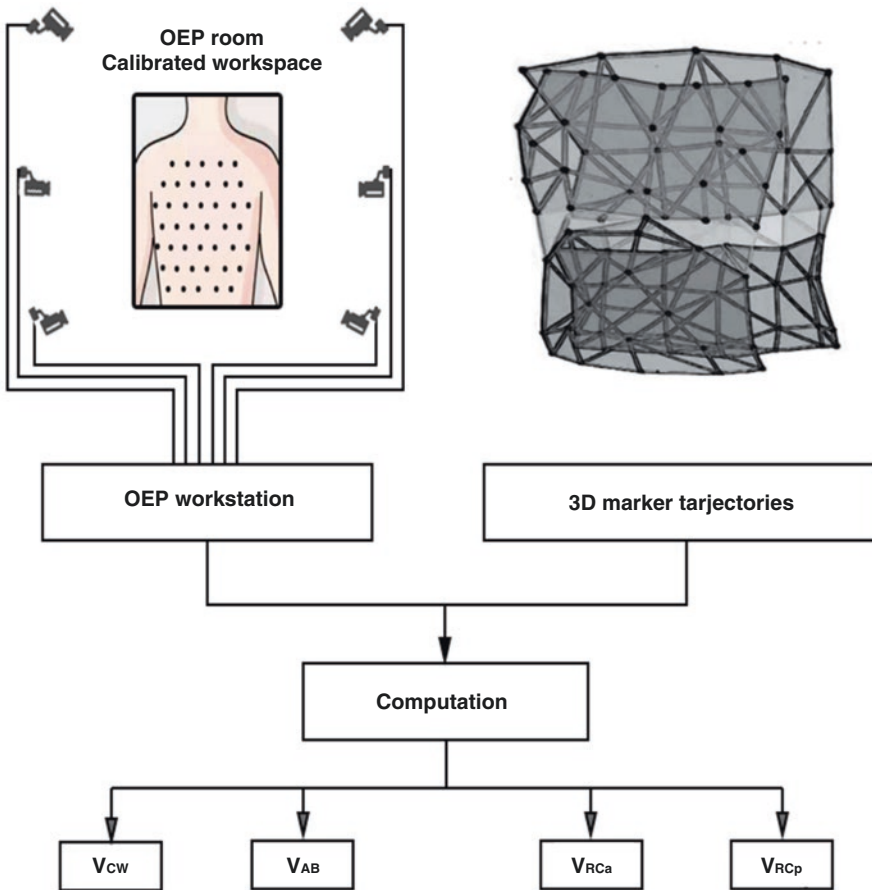 OEP room
Calibrated workspace
OEP workstation
3D marker tarjectories
Computation
VCW
VAB
VRCa
VRCp